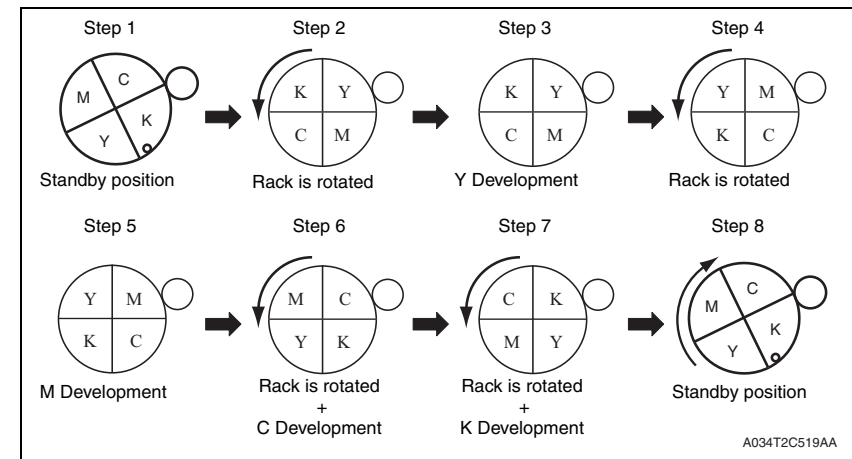 Step 1
Step 2
Step 3
Step 4
M C
Y K
K Y
C M
K Y
C M
Y M
K C
Standby position
Rack is rotated
Y Development
Rack is rotated
Step 5
Step 6
Step 7
Step 8
Y M
K C
M C
Y K
C K
M Y
M C
Y K
M Development
Rack is rotated
+
C Development
Rack is rotated
+
K Development
Standby position
A034T2C519AA